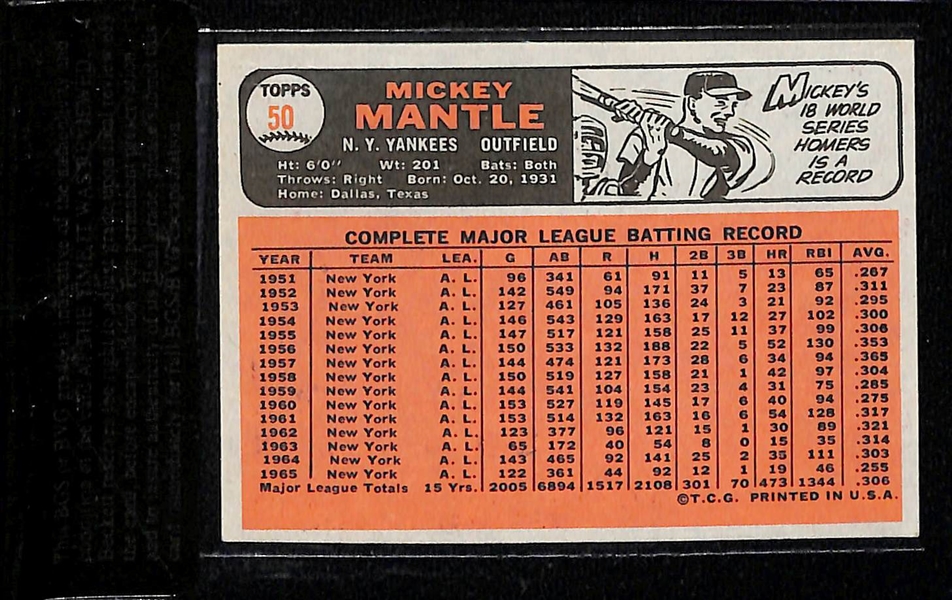 TOPPS
50
MICKEY
MANTLE
N. Y. YANKEES OUTFIELD
Ht: 6'0'' Wt: 201 Bats: Both
Throws: Right Born: Oct. 20, 1931
Home: Dallas, Texas
MICKEY'S
18 WORLD
SERIES
HOMERS
IS A
RECORD
COMPLETE MAJOR LEAGUE BATTING RECORD
YEAR TEAM LEA. G AB R H 2B 3B HR RBI AVG.
1951 New York A. L. 96 341 61 91 11 5 13 65 .267
1952 New York A. L. 142 549 94 171 37 7 23 87 .311
1953 New York A. L. 127 461 105 136 24 3 21 92 .295
1954 New York A. L. 146 543 129 163 17 12 27 102 .300
1955 New York A. L. 147 517 121 158 25 11 37 99 .306
1956 New York A. L. 150 533 132 188 22 5 52 130 .353
1957 New York A. L. 144 474 121 173 28 6 34 94 .365
1958 New York A. L. 150 519 127 158 21 1 42 97 .304
1959 New York A. L. 144 541 104 154 23 4 31 75 .285
1960 New York A. L. 153 527 119 145 17 6 40 94 .275
1961 New York A. L. 153 514 132 163 16 6 54 128 .317
1962 New York A. L. 123 377 96 121 15 1 30 89 .321
1963 New York A. L. 65 172 40 54 8 0 15 35 .314
1964 New York A. L. 143 465 92 141 25 2 35 111 .303
1965 New York A. L. 122 361 44 92 12 1 19 46 .255
Major League Totals 15 Yrs. 2005 6894 1517 2108 301 70 473 1344 .306
©T.C.G. PRINTED IN U.S.A.